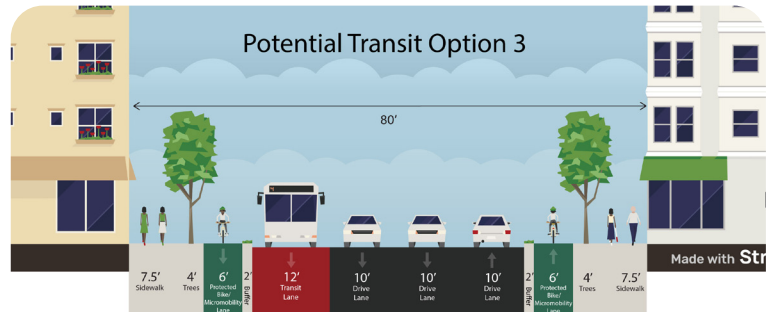 Potential Transit Option 3
80'
Made with Str
7.5'
Sidewalk
4'
Trees
6'
Protected
Bike/
Micromobility
Lane
2'
Buffer
12'
Transit
Lane
10'
Drive
Lane
10'
Drive
Lane
10'
Drive
Lane
2'
Buffer
6'
Protected
Bike/
Micromobility
Lane
4'
Trees
7.5'
Sidewalk